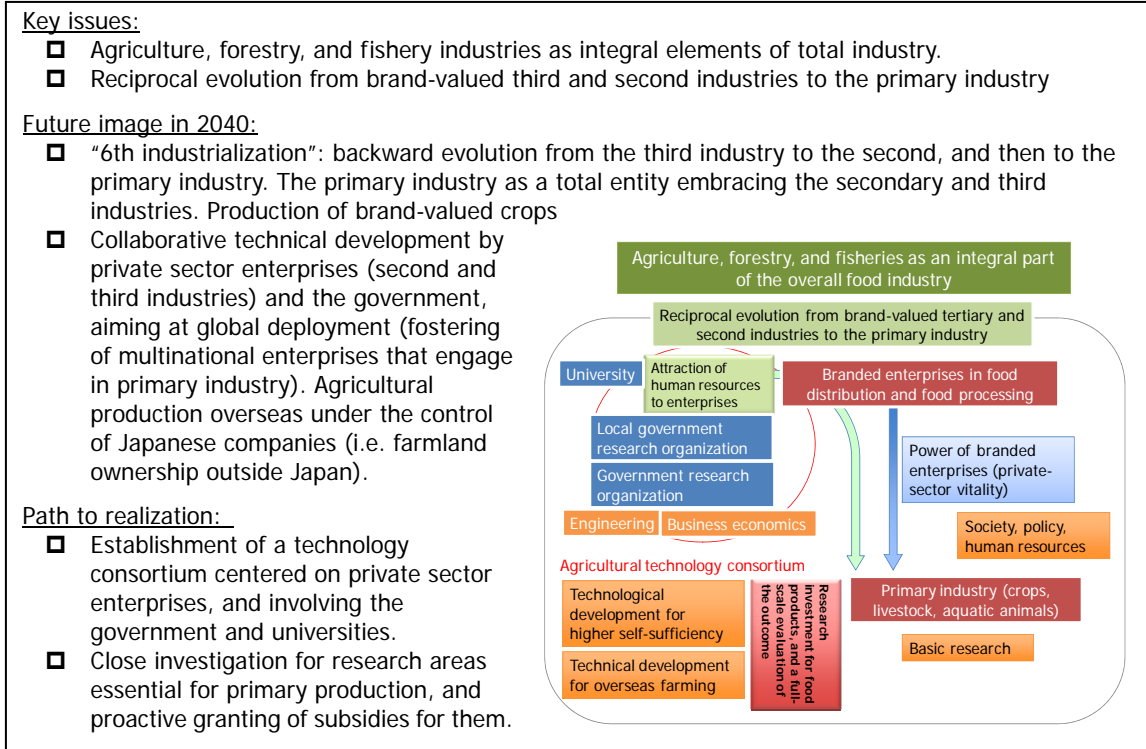 Key issues:
Agriculture, forestry, and fishery industries as integral elements of total industry.
Reciprocal evolution from brand-valued third and second industries to the primary industry
Future image in 2040:
“6th industrialization”: backward evolution from the third industry to the second, and then to the
primary industry. The primary industry as a total entity embracing the secondary and third
industries. Production of brand-valued crops
Collaborative technical development by
private sector enterprises (second and
third industries) and the government,
aiming at global deployment (fostering
of multinational enterprises that engage
in primary industry). Agricultural
production overseas under the control
of Japanese companies (i.e. farmland
ownership outside Japan).
Path to realization:
Establishment of a technology
consortium centered on private sector
enterprises, and involving the
government and universities.
Close investigation for research areas
essential for primary production, and
proactive granting of subsidies for them.
Agriculture, forestry, and fisheries as an integral part
of the overall food industry
Reciprocal evolution from brand-valued tertiary and
second industries to the primary industry
University
Attraction of
human resources
to enterprises
Branded enterprises in food
distribution and food processing
Local government
research organization
Government research
organization
Engineering
Business economics
Power of branded
enterprises (private-
sector vitality)
Society, policy,
human resources
Agricultural technology consortium
Technological
development for
higher self-sufficiency
Technical development
for overseas farming
Research
investment for food
products, and a full-
scale evaluation of
the outcome
Primary industry (crops,
livestock, aquatic animals)
Basic research